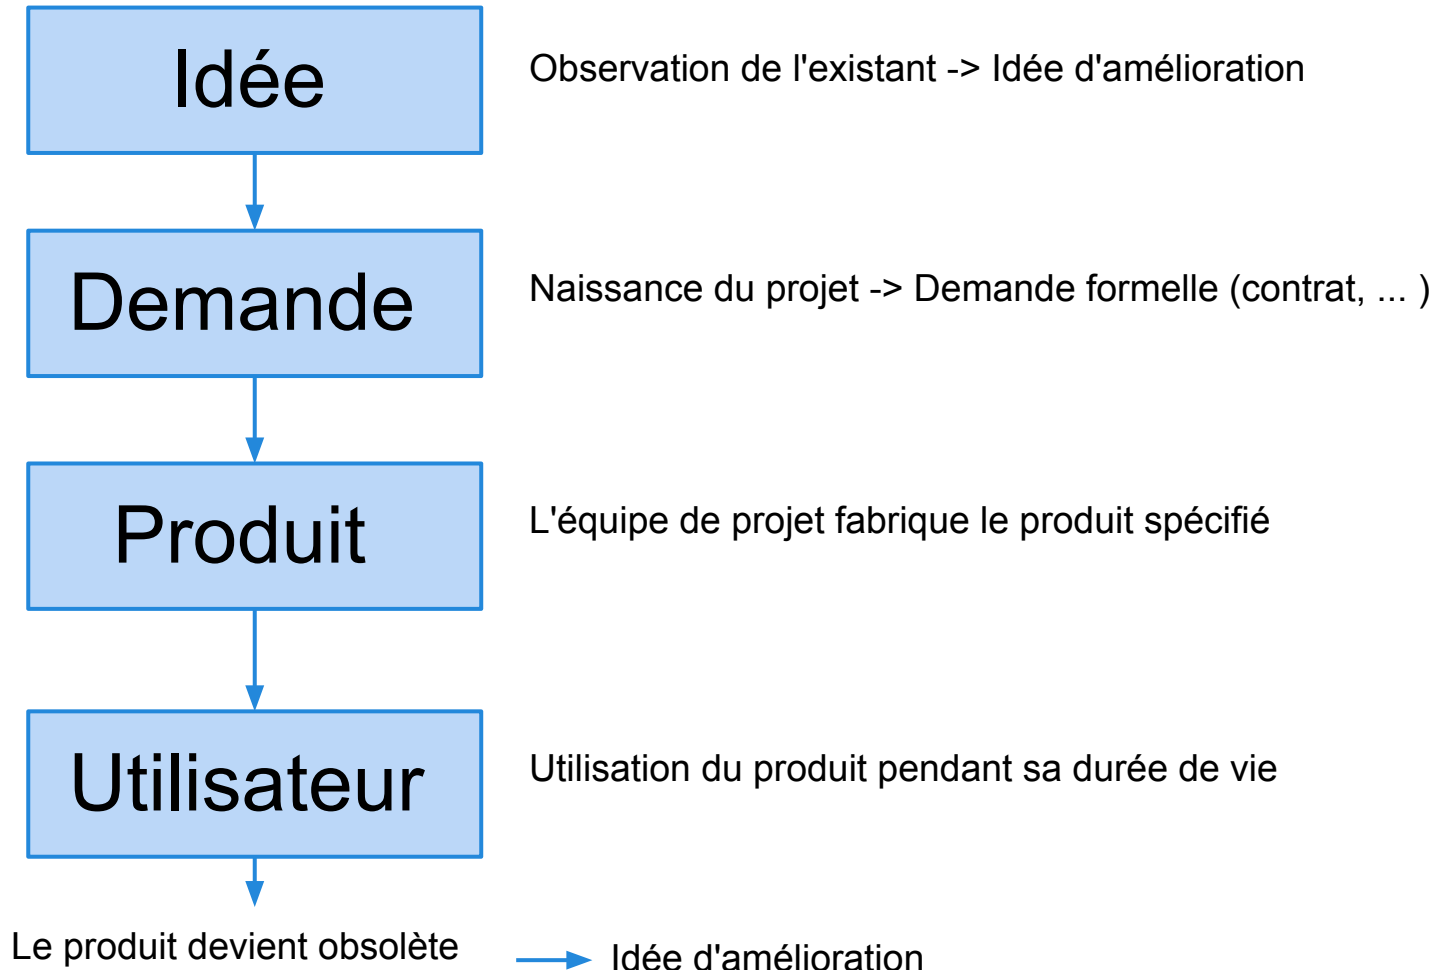 Idée
Observation de l'existant -> Idée d'amélioration
Demande
Naissance du projet -> Demande formelle (contrat, ... )
Produit
L'équipe de projet fabrique le produit spécifié
Utilisateur
Utilisation du produit pendant sa durée de vie
Le produit devient obsolète
Idée d'amélioration